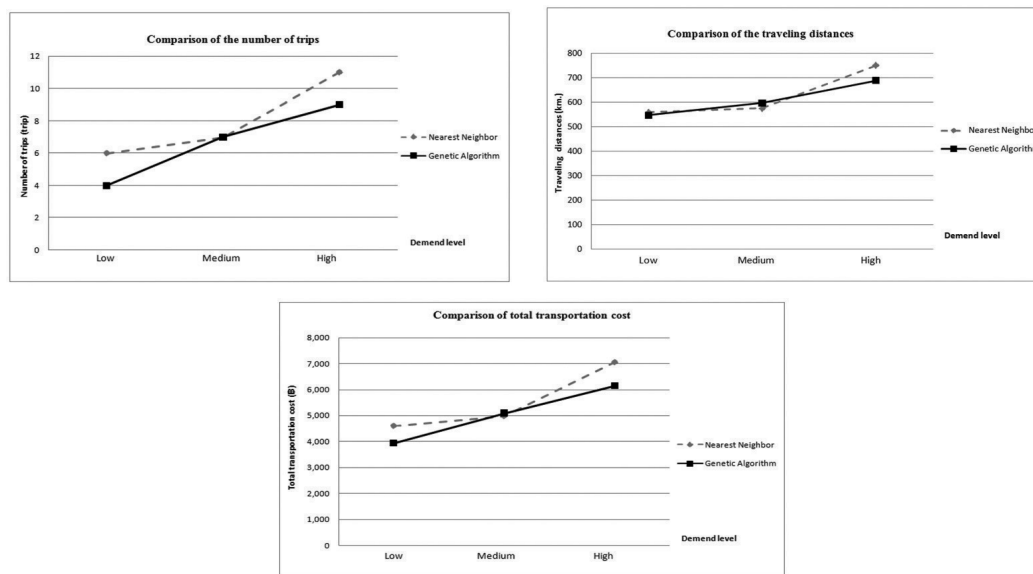 Comparison of the number of trips
12
10
8
6
4
2
0
Number of trips (trip)
Low Medium High
Demend level
Nearest Neighbor
Genetic Algorithm
Comparison of the traveling distances
800
700
600
500
400
300
200
100
0
Traveling distances (km.)
Low Medium High
Demend level
Nearest Neighbor
Genetic Algorithm
Comparison of total transportation cost
8,000
7,000
6,000
5,000
4,000
3,000
2,000
1,000
0
Total transportation cost (B)
Low Medium High
Demend level
Nearest Neighbor
Genetic Algorithm